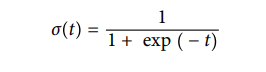 σ(t) = 1 / (1 + exp (−t))